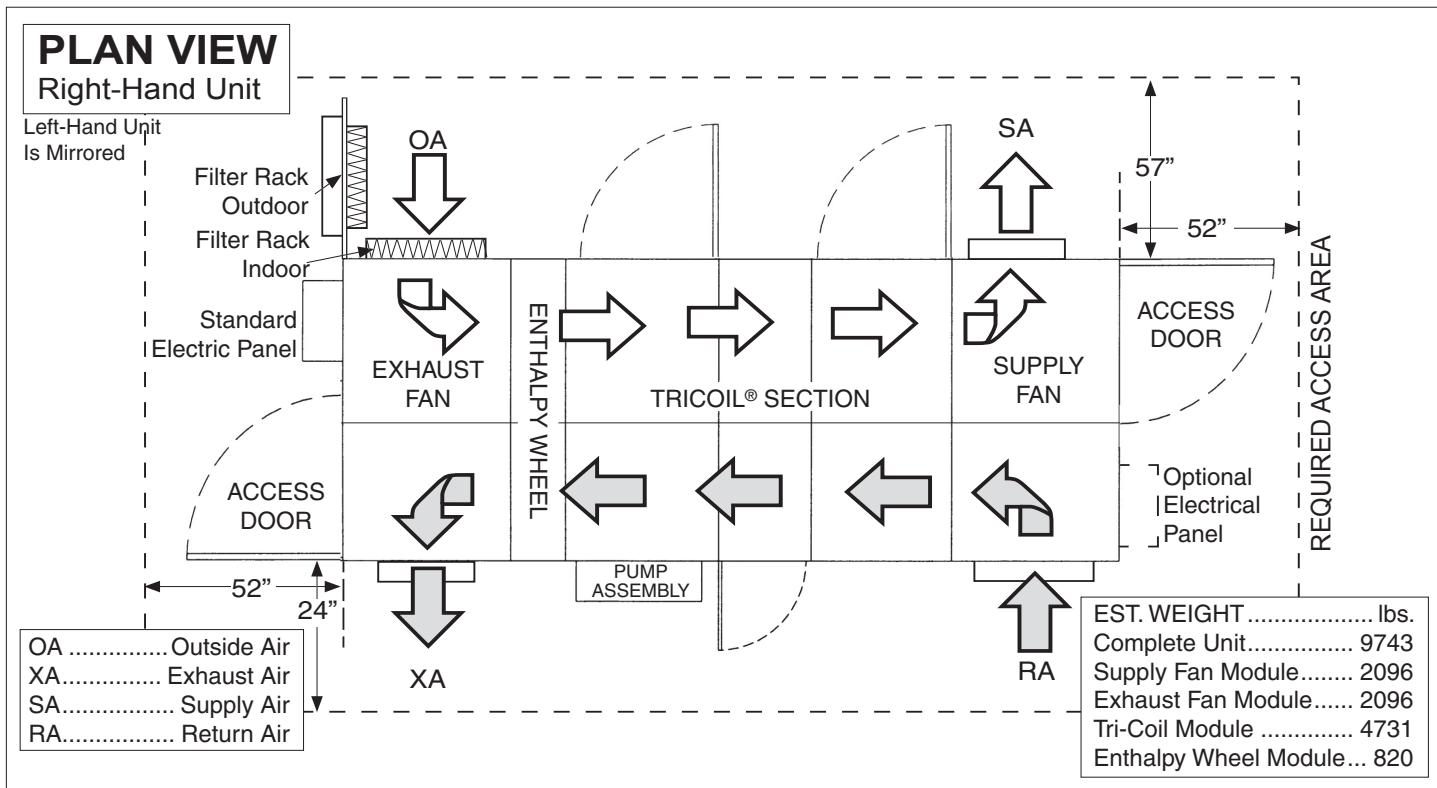 PLAN VIEW
Right-Hand Unit
Left-Hand Unit
Is Mirrored
OA
SA
57”
Filter Rack
Outdoor
Filter Rack
Indoor
52”
Standard
Electric Panel
ENTHALPY WHEEL
EXHAUST
FAN
TRICOIL® SECTION
SUPPLY
FAN
ACCESS
DOOR
REQUIRED ACCESS AREA
ACCESS
DOOR
Optional
Electrical
Panel
PUMP
ASSEMBLY
52”
24”
XA
RA
OA ............... Outside Air
XA.............. Exhaust Air
SA ................ Supply Air
RA................. Return Air
EST. WEIGHT ................... lbs.
Complete Unit............... 9743
Supply Fan Module........ 2096
Exhaust Fan Module...... 2096
Tri-Coil Module .............. 4731
Enthalpy Wheel Module... 820